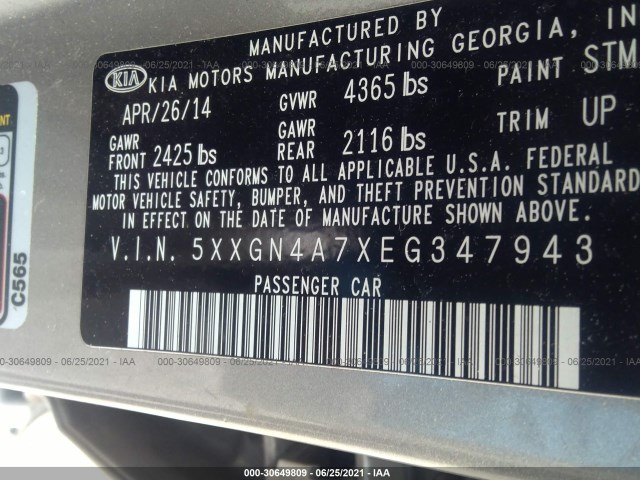 MANUFACTURED BY
KIA KIA MOTORS MANUFACTURING GEORGIA, IN
APR/26/14 GVWR 4365 lbs PAINT STM
GAWR FRONT 2425 lbs GAWR REAR 2116 lbs TRIM UP
THIS VEHICLE CONFORMS TO ALL APPLICABLE U.S.A. FEDERAL
MOTOR VEHICLE SAFETY, BUMPER, AND THEFT PREVENTION STANDARD
IN EFFECT ON THE DATE OF MANUFACTURE SHOWN ABOVE.
V.I.N. 5XXGN4A7XEG347943
PASSENGER CAR
C565
000-30649809 - 06/25/2021 - IAA
000-30649809 - 06/25/2021 - IAA
000-30649809 - 06/25/2021 - IAA
000-30649809 - 06/25/2021 - IAA
000-30649809 - 06/25/2021 - IAA